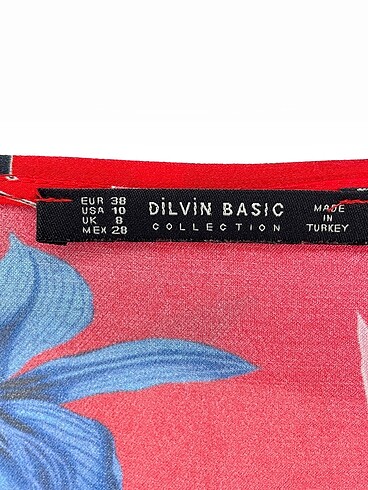 EUR 38
USA 10
UK 8
MEX 28
DİLVİN BASIC
COLLECTION
MADE
IN
TURKEY